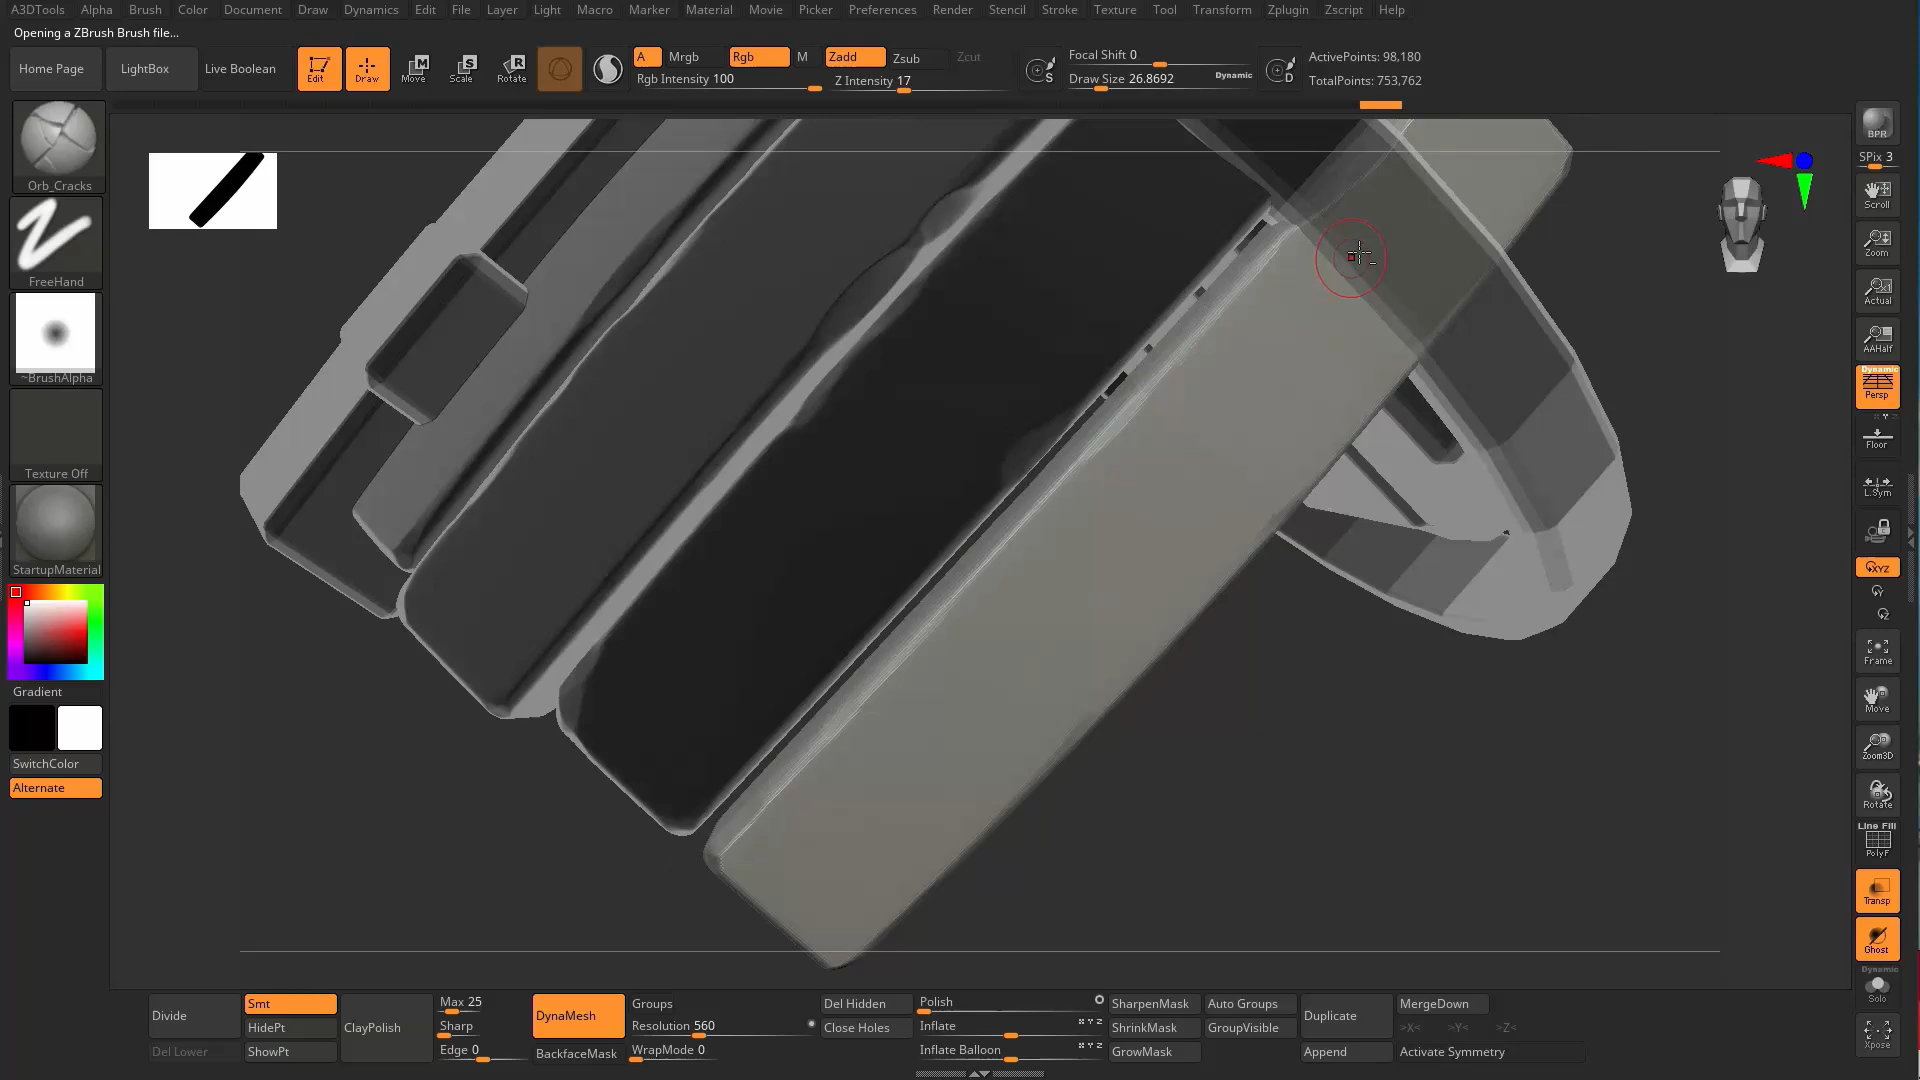 A3DTools Alpha Brush Color Document Draw Dynamics Edit File Layer Light Macro Marker Material Movie Picker Preferences Render Stencil Stroke Texture Tool Transform Zplugin Zscript Help
Opening a ZBrush Brush file...
Home Page LightBox Live Boolean Edit Draw Move Scale Rotate
A Mrgb Rgb M Zadd Zsub Zcut
Rgb Intensity 100 Z Intensity 17
Focal Shift 0
Draw Size 26.8692 Dynamic
ActivePoints: 98,180
TotalPoints: 753,762
S
D
M
S
R
Orb_Cracks
FreeHand
~BrushAlpha
Texture Off
StartupMaterial
Gradient
SwitchColor
Alternate
BPR
SPix 3
Scroll
Zoom
Actual
AAHalf
Dynamic
Persp
Floor
L.Sym
XYZ
Y
Z
Frame
Move
Zoom3D
Rotate
Line Fill
PolyF
Transp
Ghost
Dynamic
Solo
Xpose
Divide
Del Lower
Smt
HidePt
ShowPt
ClayPolish
Max 25
Sharp
Edge 0
DynaMesh
BackfaceMask
Groups
Resolution 560
WrapMode 0
Del Hidden
Close Holes
Polish
Inflate
Inflate Balloon
SharpenMask
ShrinkMask
GrowMask
Auto Groups
GroupVisible
Duplicate
Append
MergeDown
>X< >Y< >Z<
Activate Symmetry